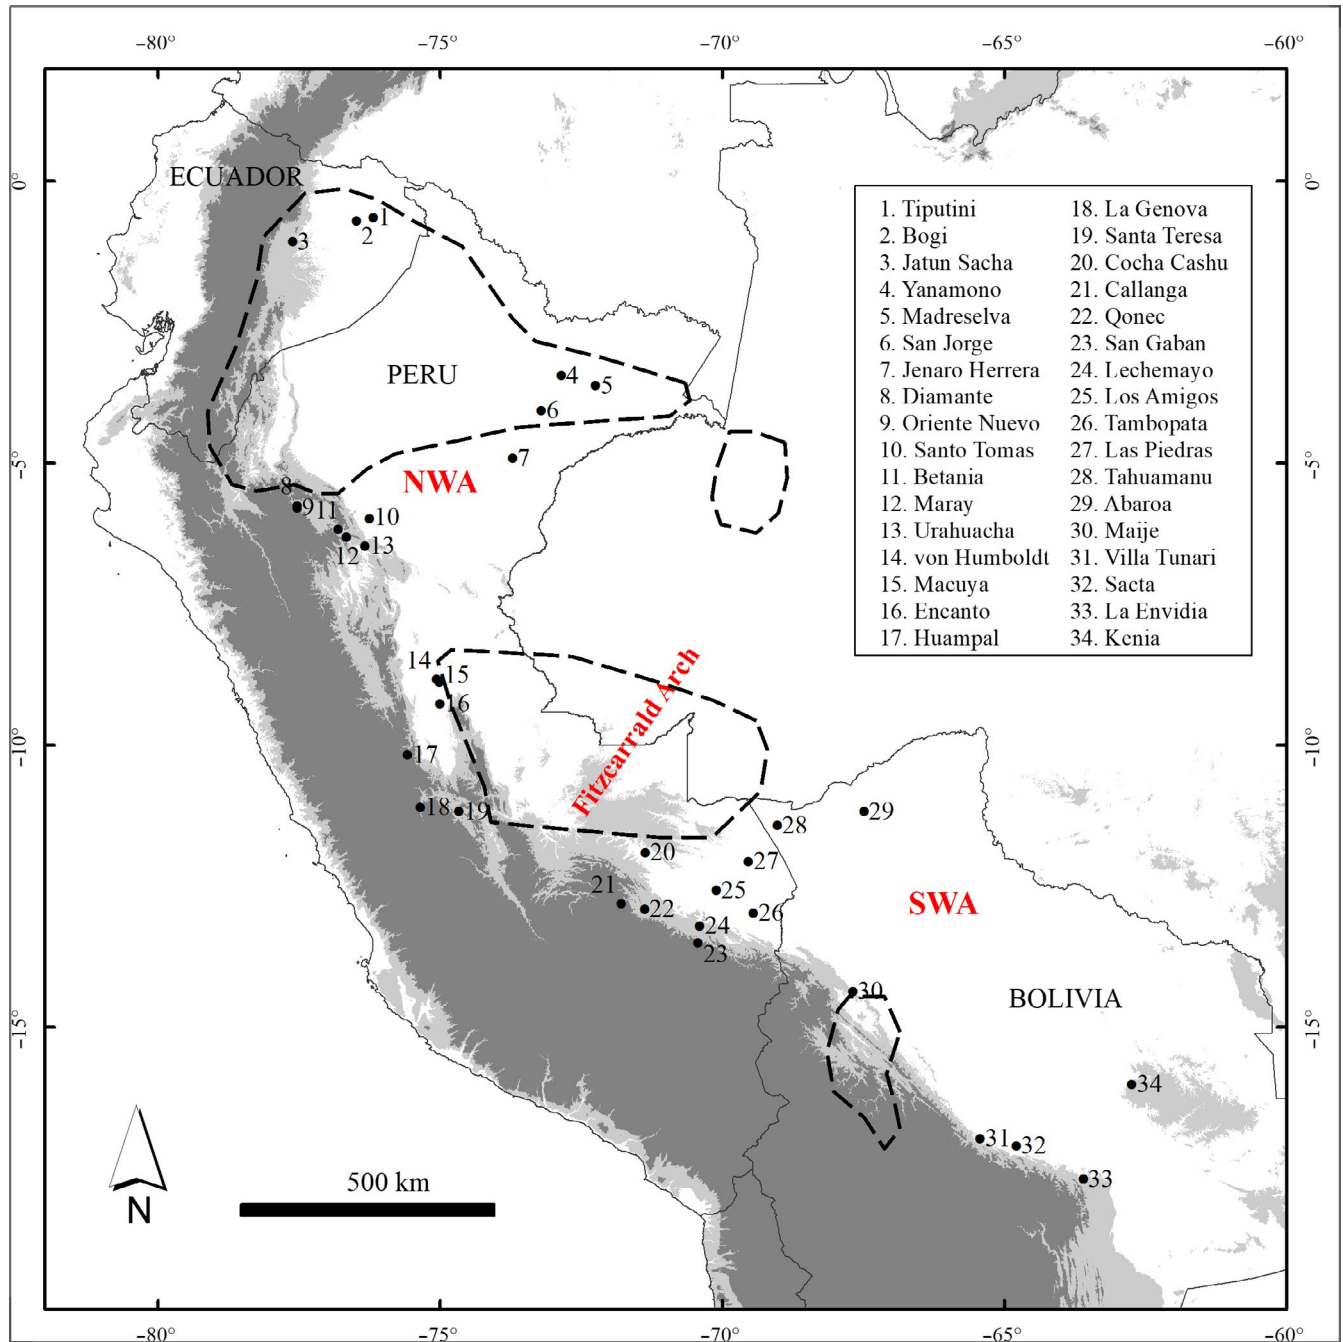 −80° −75° −70° −65° −60°
0° 0°
ECUADOR
1
2
3
1. Tiputini
2. Bogi
3. Jatun Sacha
4. Yanamono
5. Madreselva
6. San Jorge
7. Jenaro Herrera
8. Diamante
9. Oriente Nuevo
10. Santo Tomas
11. Betania
12. Maray
13. Urahuacha
14. von Humboldt
15. Macuya
16. Encanto
17. Huampal
18. La Genova
19. Santa Teresa
20. Cocha Cashu
21. Callanga
22. Qonec
23. San Gaban
24. Lechemayo
25. Los Amigos
26. Tambopata
27. Las Piedras
28. Tahuamanu
29. Abaroa
30. Maije
31. Villa Tunari
32. Sacta
33. La Envidia
34. Kenia
PERU
4
5
6
7
−5° −5°
NWA
8
9
11
10
12
13
14
15
16
Fitzcarrald Arch
−10° −10°
17
18
19
20
28
29
27
21
25
22
26
24
23
SWA
30
BOLIVIA
−15° −15°
34
31
32
33
500 km
N
−80° −75° −70° −65° −60°